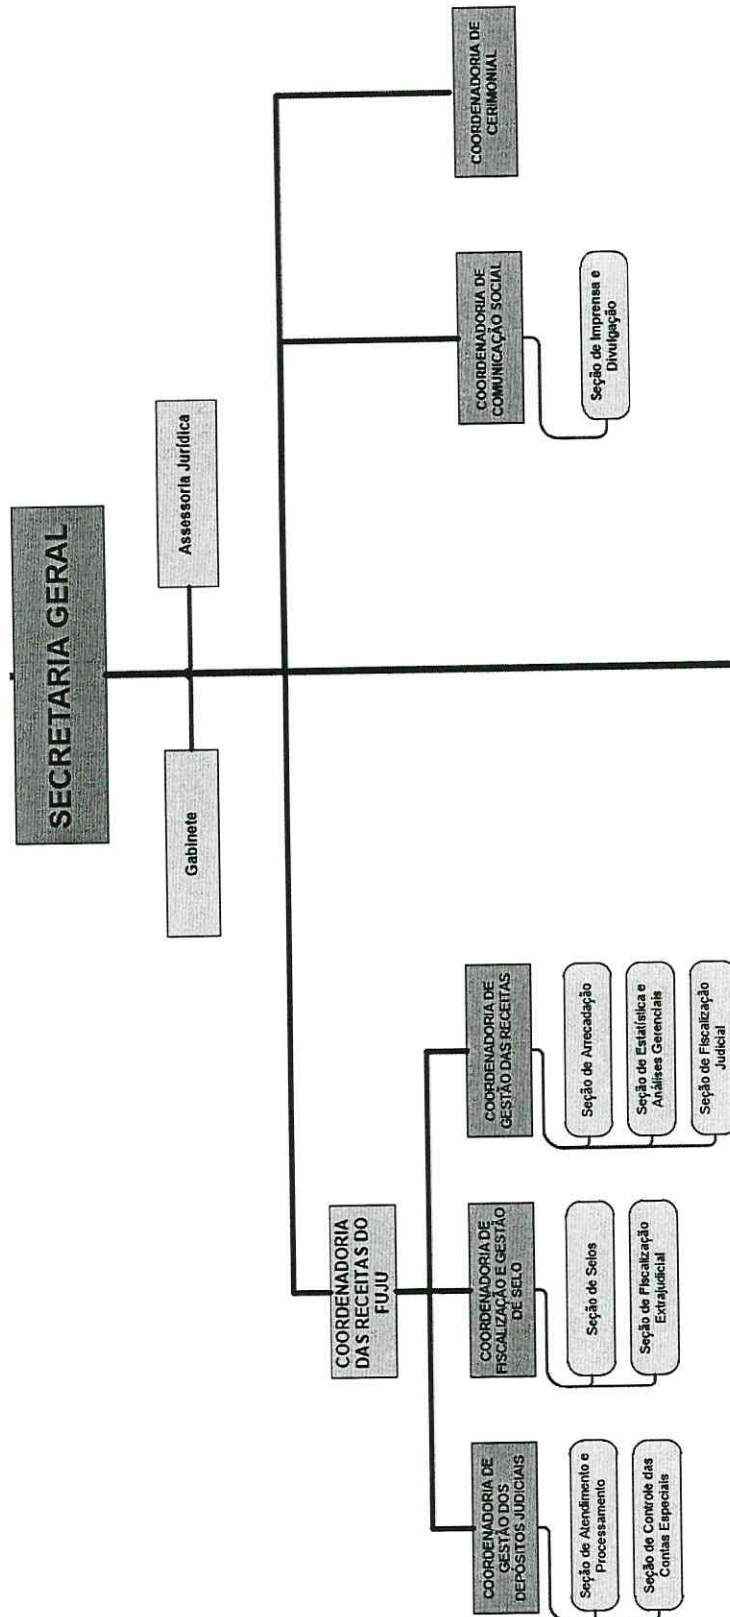 SECRETARIA GERAL
Gabinete
Assessoria Jurídica
COORDENADORIA
DAS RECEITAS DO
FUJU
COORDENADORIA DE
GESTÃO DOS
DEPÓSITOS JUDICIAIS
Seção de Atendimento e
Processamento
Seção de Controle das
Contas Especiais
COORDENADORIA DE
FISCALIZAÇÃO E GESTÃO
DE SELO
Seção de Selos
Seção de Fiscalização
Extrajudicial
COORDENADORIA DE
GESTÃO DAS RECEITAS
Seção de Arrecadação
Seção de Estatística e
Análises Gerenciais
Seção de Fiscalização
Judicial
COORDENADORIA DE
COMUNICAÇÃO SOCIAL
Seção de Imprensa e
Divulgação
COORDENADORIA DE
CERIMONIAL